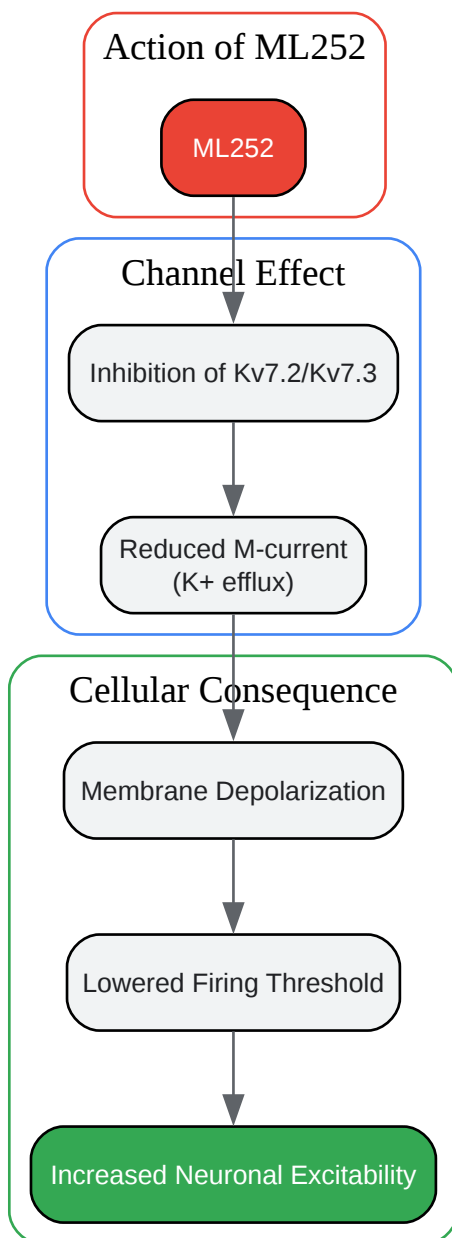 Action of ML252
ML252
Channel Effect
Inhibition of Kv7.2/Kv7.3
Reduced M-current
(K+ efflux)
Cellular Consequence
Membrane Depolarization
Lowered Firing Threshold
Increased Neuronal Excitability